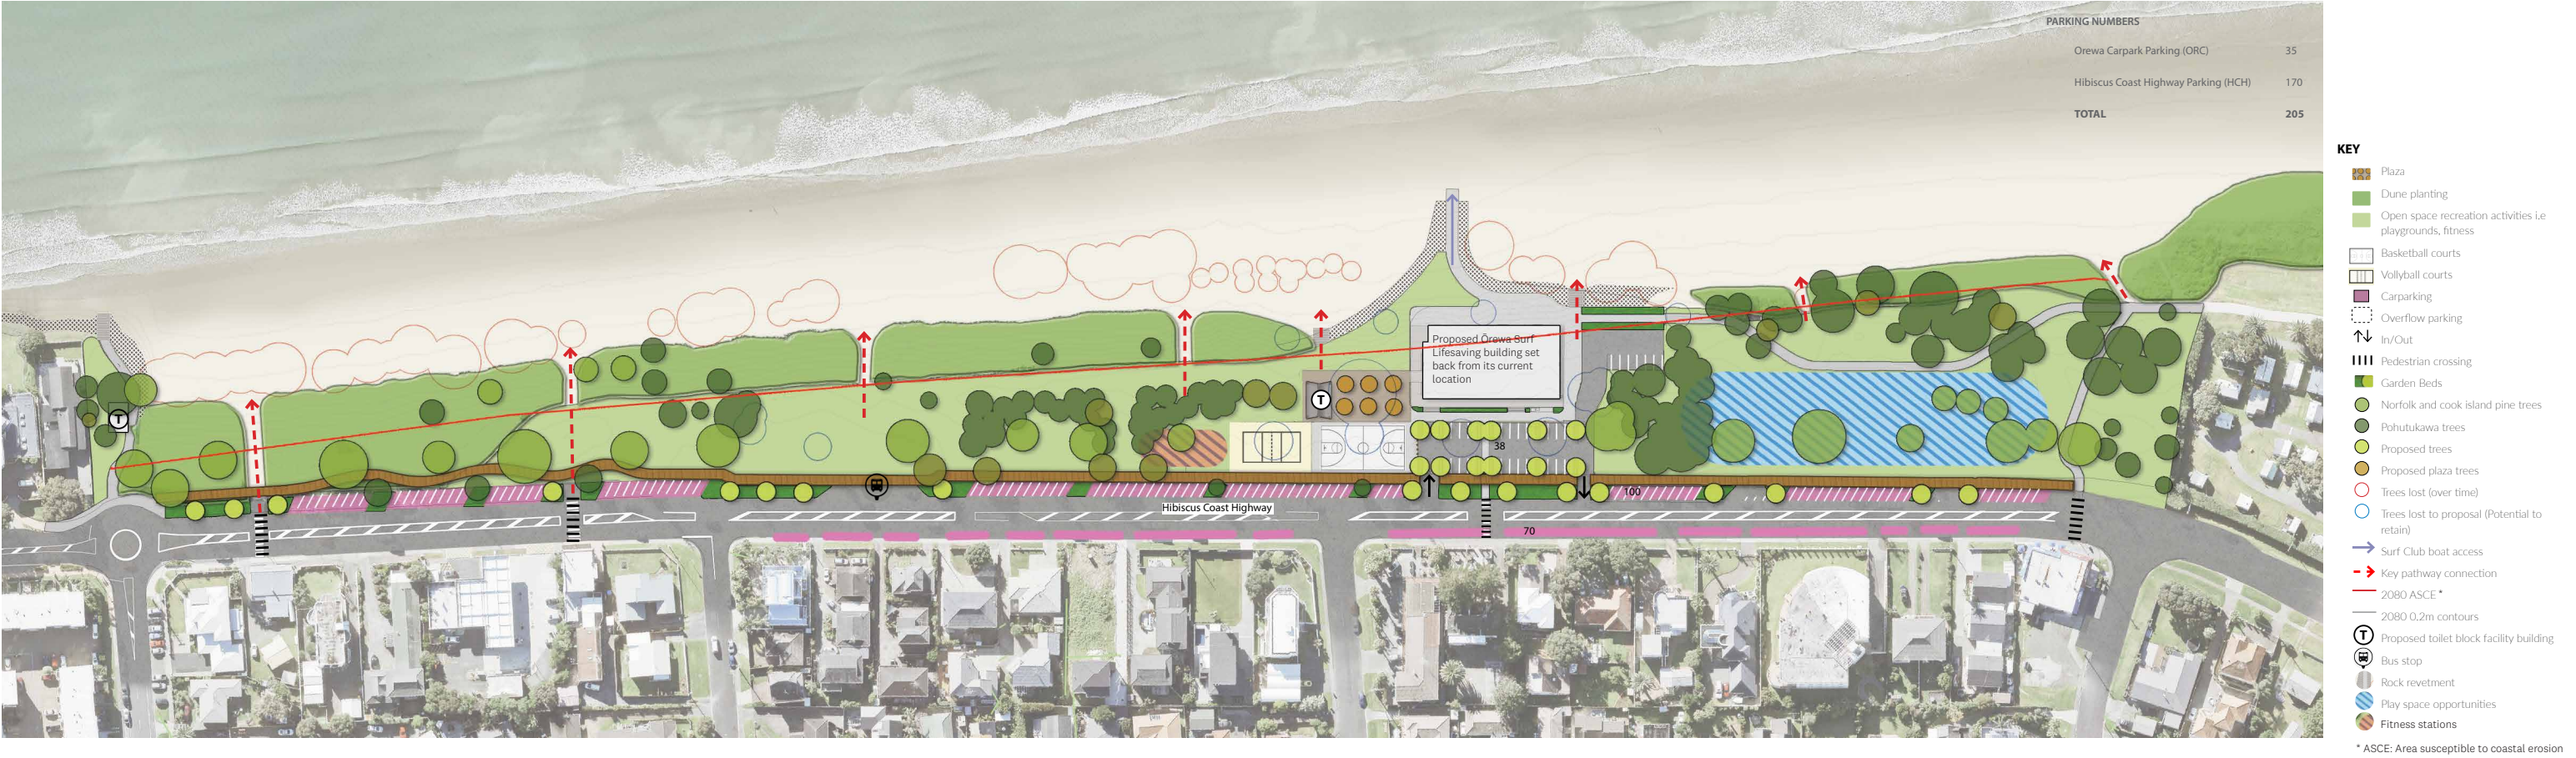 PARKING NUMBERS
Orewa Carpark Parking (ORC) 35
Hibiscus Coast Highway Parking (HCH) 170
TOTAL 205
KEY
Plaza
Dune planting
Open space recreation activities i.e
playgrounds, fitness
Basketball courts
Vollyball courts
Carparking
Overflow parking
In/Out
Pedestrian crossing
Garden Beds
Norfolk and cook island pine trees
Pohutukawa trees
Proposed trees
Proposed plaza trees
Trees lost (over time)
Trees lost to proposal (Potential to
retain)
Surf Club boat access
Key pathway connection
2080 ASCE *
2080 0.2m contours
T Proposed toilet block facility building
Bus stop
Rock revetment
Play space opportunities
Fitness stations
* ASCE: Area susceptible to coastal erosion
Proposed Ōrewa Surf
Lifesaving building set
back from its current
location
T
T
38
100
Hibiscus Coast Highway
70